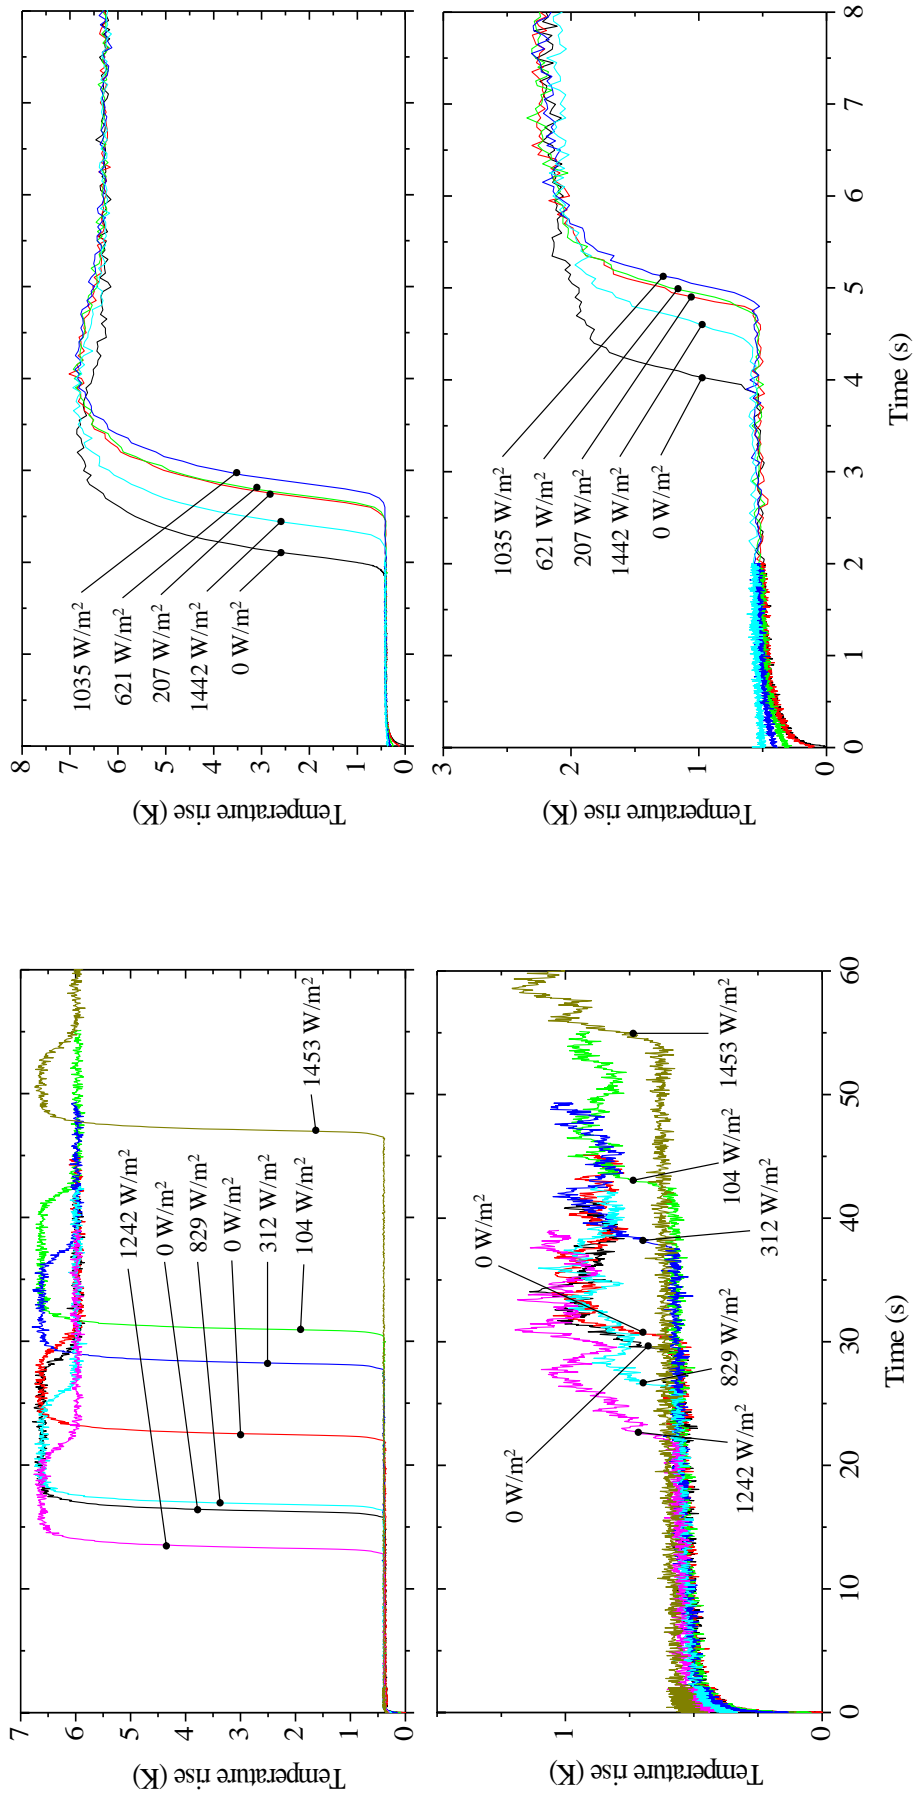 Temperature rise (K)
7
6
5
4
3
2
1
0
1242 W/m²
0 W/m²
829 W/m²
0 W/m²
312 W/m²
104 W/m²
1453 W/m²
Temperature rise (K)
8
7
6
5
4
3
2
1
0
1035 W/m²
621 W/m²
207 W/m²
1442 W/m²
0 W/m²
Temperature rise (K)
1
0
0 W/m²
0 W/m²
829 W/m²
104 W/m²
1453 W/m²
1242 W/m²
312 W/m²
0 10 20 30 40 50 60
Time (s)
Temperature rise (K)
3
2
1
0
1035 W/m²
621 W/m²
207 W/m²
1442 W/m²
0 W/m²
0 1 2 3 4 5 6 7 8
Time (s)